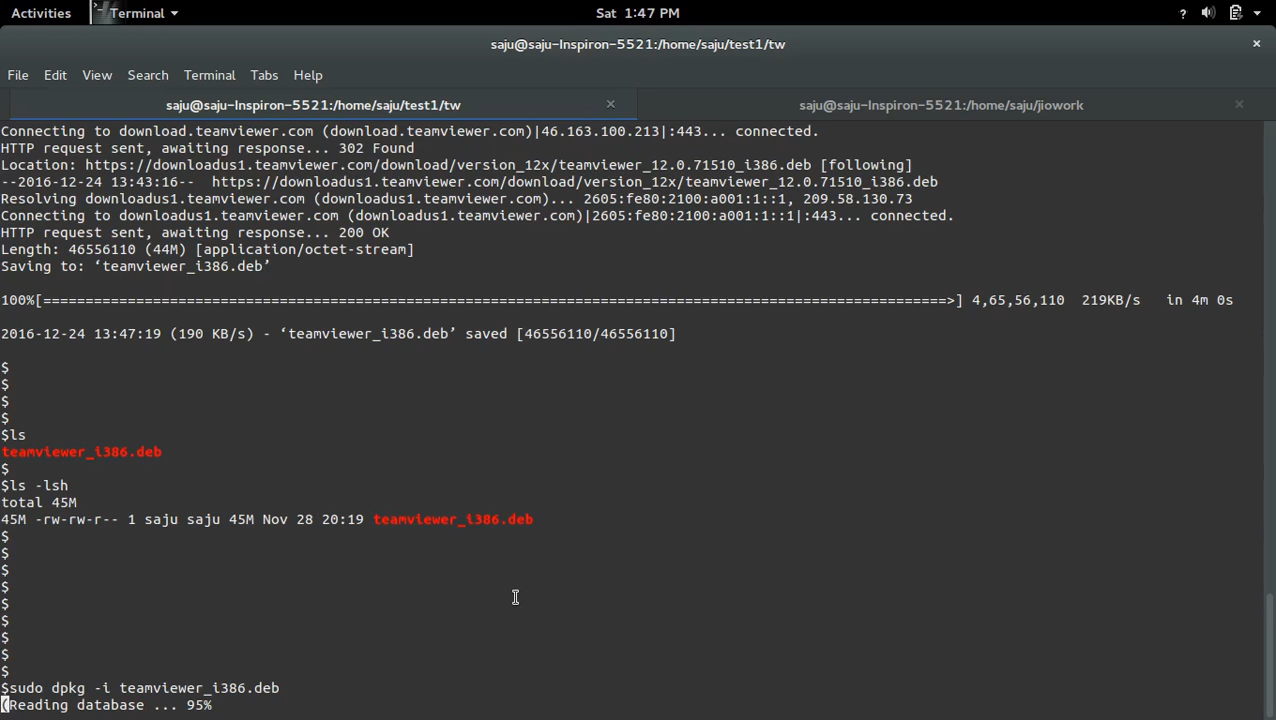 Activities Terminal Sat 1:47 PM ?
saju@saju-Inspiron-5521:/home/saju/test1/tw ×
File Edit View Search Terminal Tabs Help
saju@saju-Inspiron-5521:/home/saju/test1/tw × saju@saju-Inspiron-5521:/home/saju/jiowork ×
Connecting to download.teamviewer.com (download.teamviewer.com)|46.163.100.213|:443... connected.
HTTP request sent, awaiting response... 302 Found
Location: https://downloadus1.teamviewer.com/download/version_12x/teamviewer_12.0.71510_i386.deb [following]
--2016-12-24 13:43:16--  https://downloadus1.teamviewer.com/download/version_12x/teamviewer_12.0.71510_i386.deb
Resolving downloadus1.teamviewer.com (downloadus1.teamviewer.com)... 2605:fe80:2100:a001:1::1, 209.58.130.73
Connecting to downloadus1.teamviewer.com (downloadus1.teamviewer.com)|2605:fe80:2100:a001:1::1|:443... connected.
HTTP request sent, awaiting response... 200 OK
Length: 46556110 (44M) [application/octet-stream]
Saving to: ‘teamviewer_i386.deb’
100%[============================================================================================================>] 4,65,56,110  219KB/s   in 4m 0s
2016-12-24 13:47:19 (190 KB/s) - ‘teamviewer_i386.deb’ saved [46556110/46556110]
$
$
$
$
$ls
teamviewer_i386.deb
$
$ls -lsh
total 45M
45M -rw-rw-r-- 1 saju saju 45M Nov 28 20:19 teamviewer_i386.deb
$
$
$
$
$
$
$
$
$
$sudo dpkg -i teamviewer_i386.deb
(Reading database ... 95%